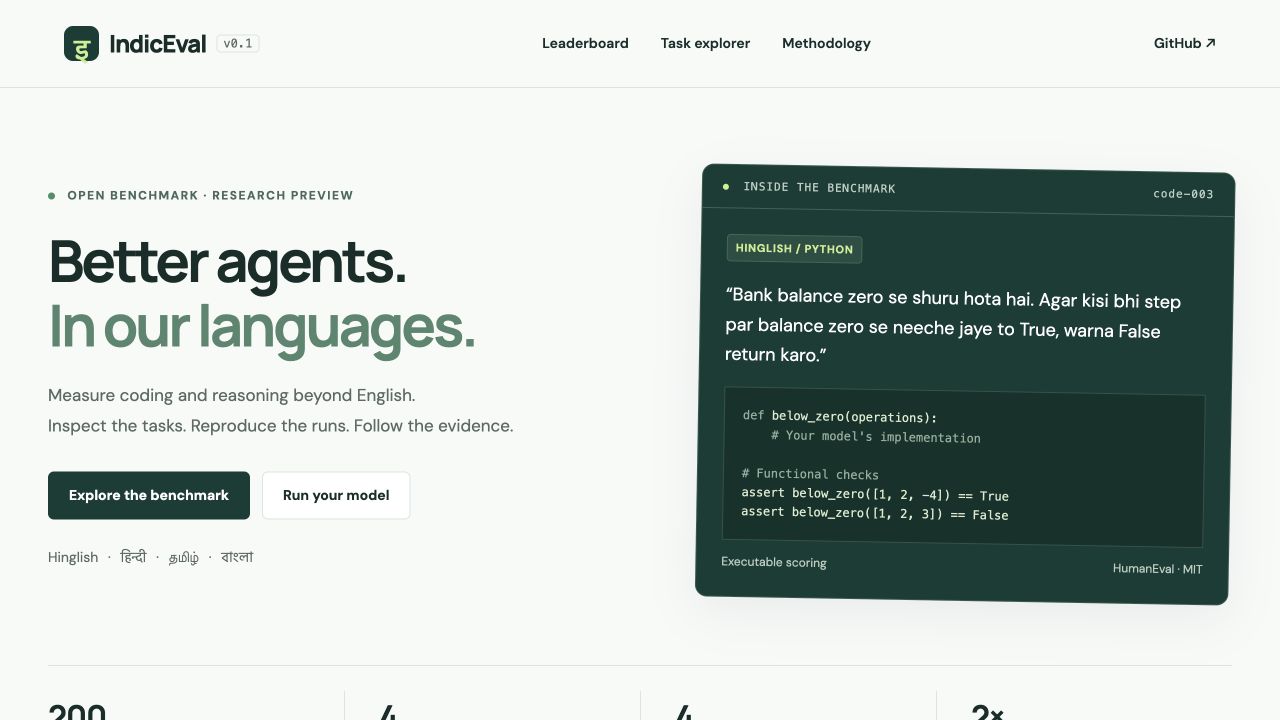 इ IndicEval v0.1
Leaderboard Task explorer Methodology
GitHub ↗
OPEN BENCHMARK · RESEARCH PREVIEW
Better agents.
In our languages.
Measure coding and reasoning beyond English.
Inspect the tasks. Reproduce the runs. Follow the evidence.
Explore the benchmark
Run your model
Hinglish · हिन्दी · தமிழ் · বাংলা
INSIDE THE BENCHMARK
code-003
HINGLISH / PYTHON
“Bank balance zero se shuru hota hai. Agar kisi bhi step
par balance zero se neeche jaye to True, warna False
return karo.”
def below_zero(operations):
    # Your model's implementation
# Functional checks
assert below_zero([1, 2, -4]) == True
assert below_zero([1, 2, 3]) == False
Executable scoring
HumanEval · MIT
200 4 4 2×